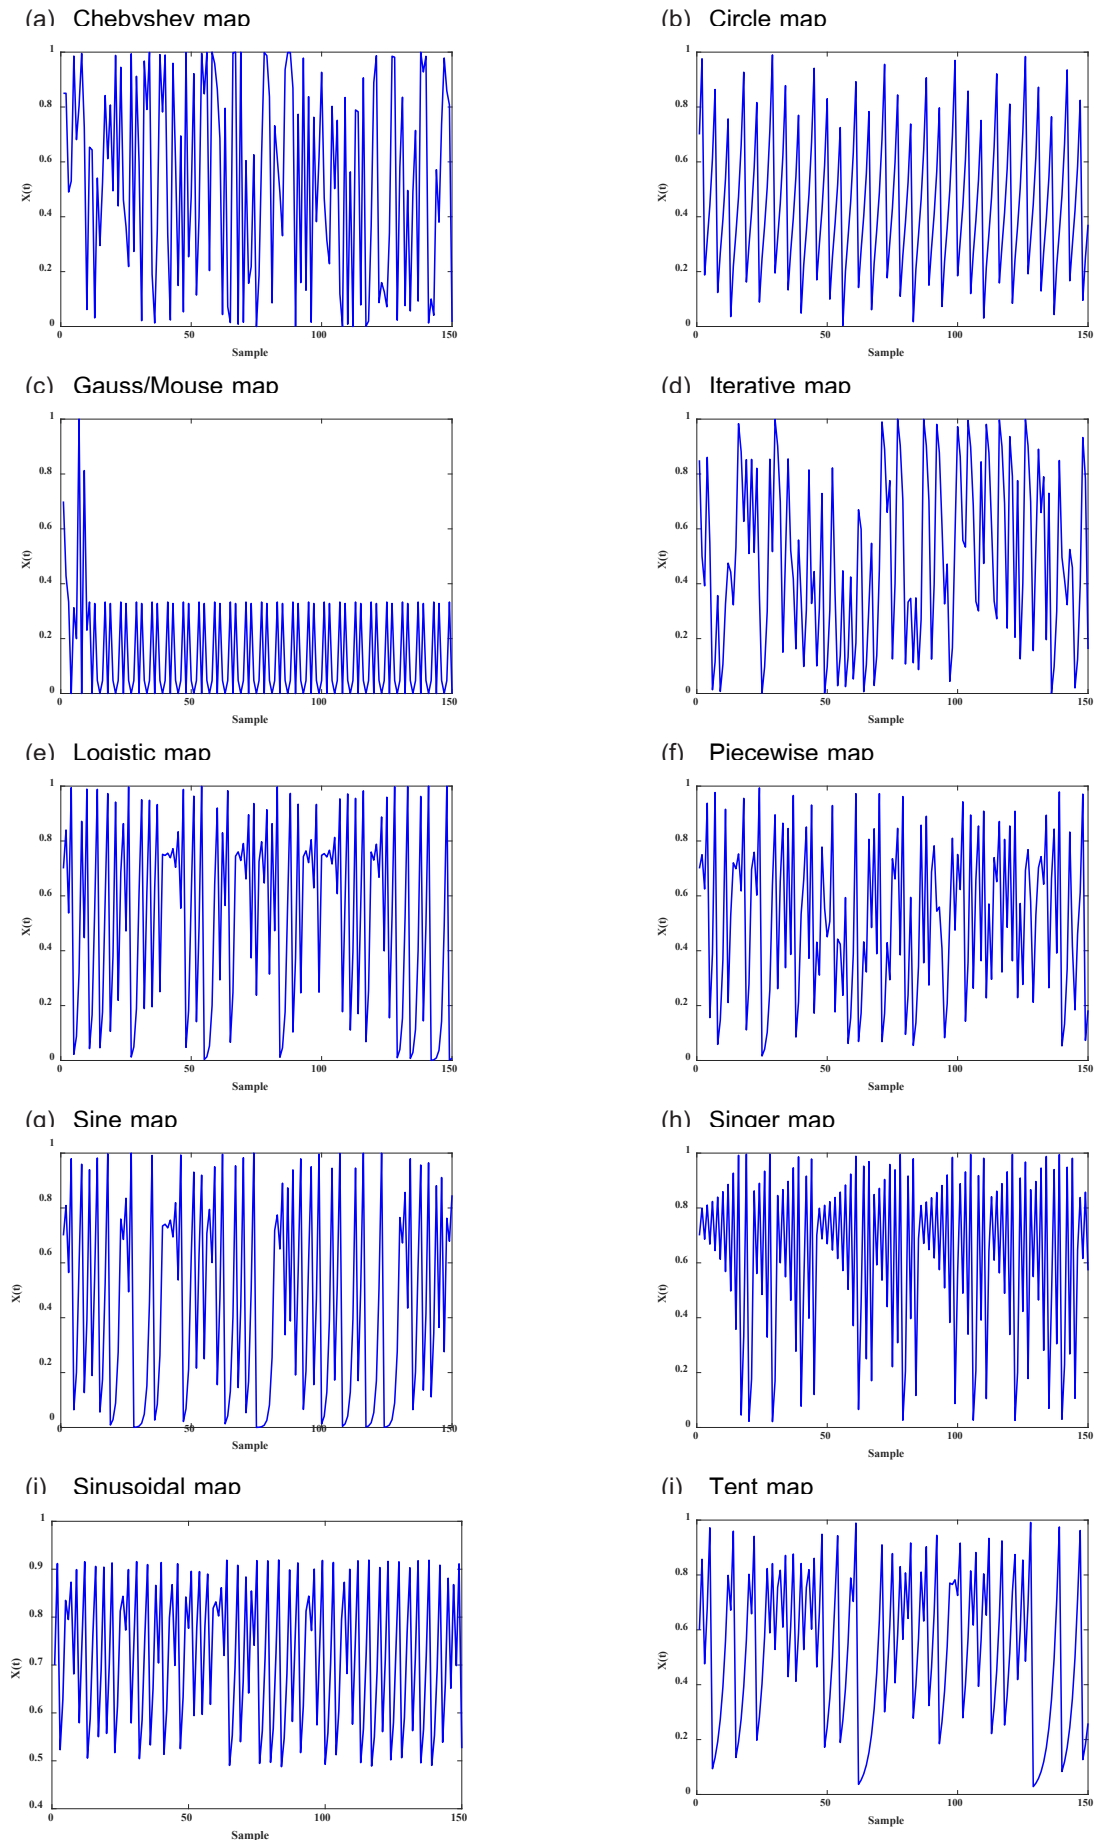 (a) Chebyshev map
1
0.8
0.6
0.4
0.2
0
X(t)
0 50 100 150
Sample
(b) Circle map
1
0.8
0.6
0.4
0.2
0
X(t)
0 50 100 150
Sample
(c) Gauss/Mouse map
1
0.8
0.6
0.4
0.2
0
X(t)
0 50 100 150
Sample
(d) Iterative map
1
0.8
0.6
0.4
0.2
0
X(t)
0 50 100 150
Sample
(e) Logistic map
1
0.8
0.6
0.4
0.2
0
X(t)
0 50 100 150
Sample
(f) Piecewise map
1
0.8
0.6
0.4
0.2
0
X(t)
0 50 100 150
Sample
(g) Sine map
1
0.8
0.6
0.4
0.2
0
X(t)
0 50 100 150
Sample
(h) Singer map
1
0.8
0.6
0.4
0.2
0
X(t)
0 50 100 150
Sample
(i) Sinusoidal map
1
0.9
0.8
0.7
0.6
0.5
0.4
X(t)
0 50 100 150
Sample
(j) Tent map
1
0.8
0.6
0.4
0.2
0
X(t)
0 50 100 150
Sample